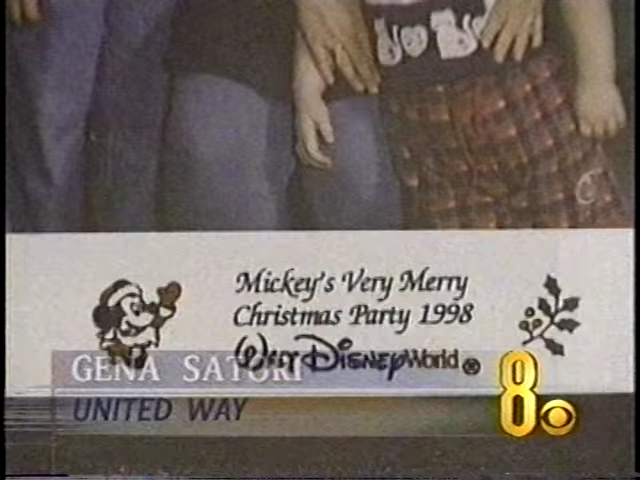 Mickey's Very Merry
Christmas Party 1998
Walt Disney World®
GENA SATORI
UNITED WAY
8